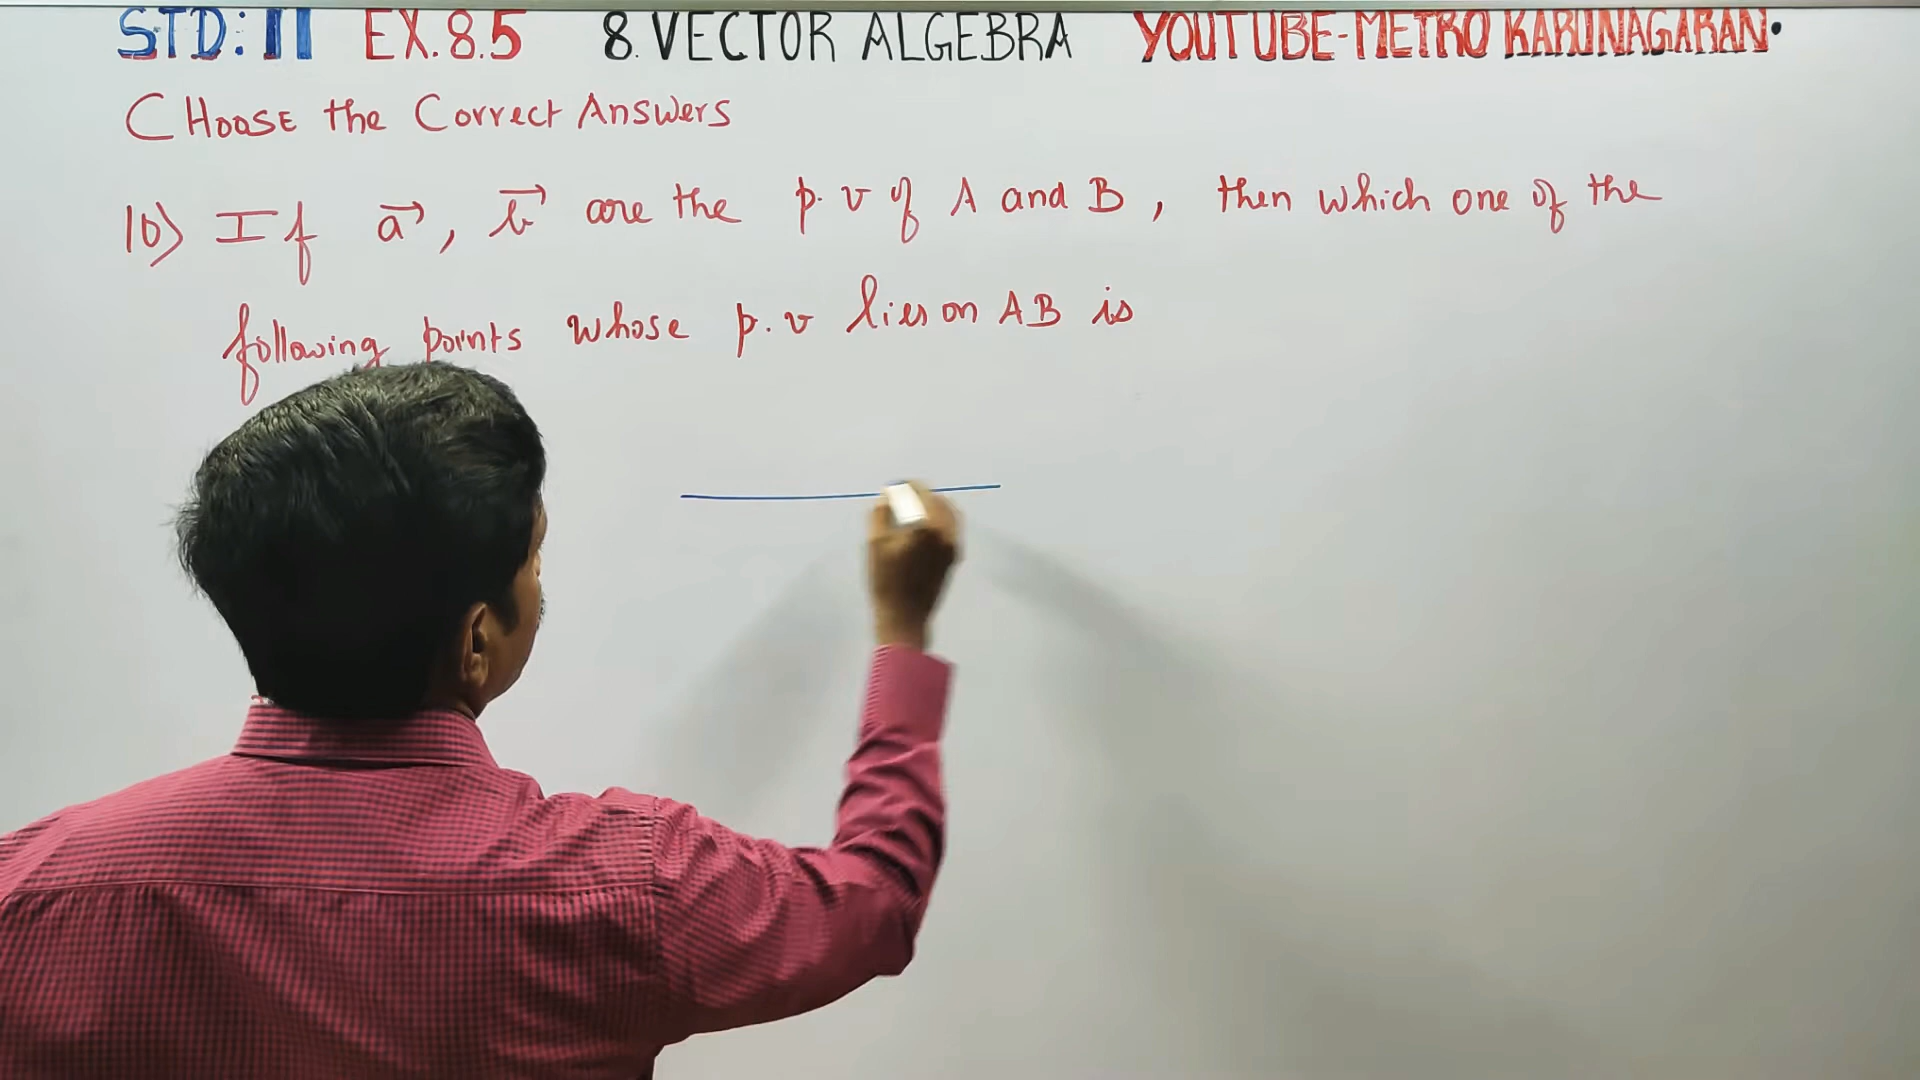 STD: 11 EX. 8.5 8. VECTOR ALGEBRA YOUTUBE-METRO KARUNAGARAN.
CHOOSE the Correct Answers
10) If a→, b→ are the p.v of A and B, then which one of the
following points whose p.v lies on AB is